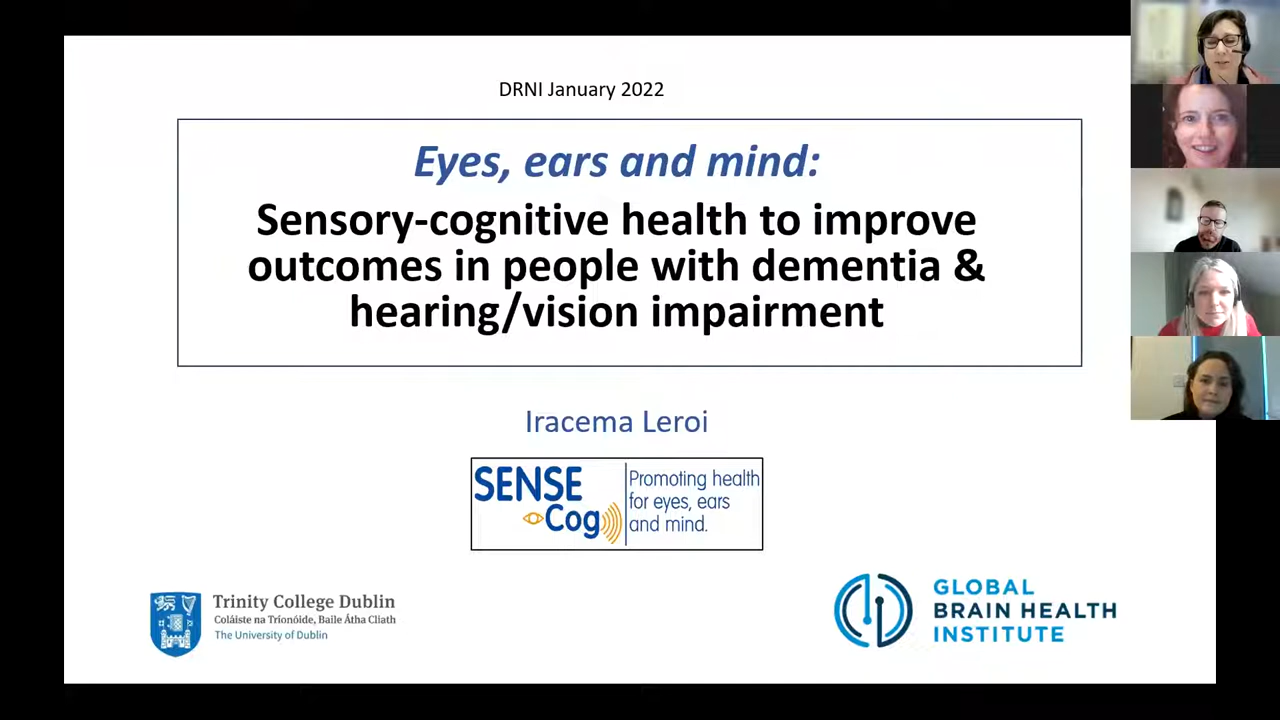 DRNI January 2022
Eyes, ears and mind:
Sensory-cognitive health to improve
outcomes in people with dementia &
hearing/vision impairment
Iracema Leroi
SENSE
Cog
Promoting health
for eyes, ears
and mind.
Trinity College Dublin
Coláiste na Tríonóide, Baile Átha Cliath
The University of Dublin
GLOBAL
BRAIN HEALTH
INSTITUTE